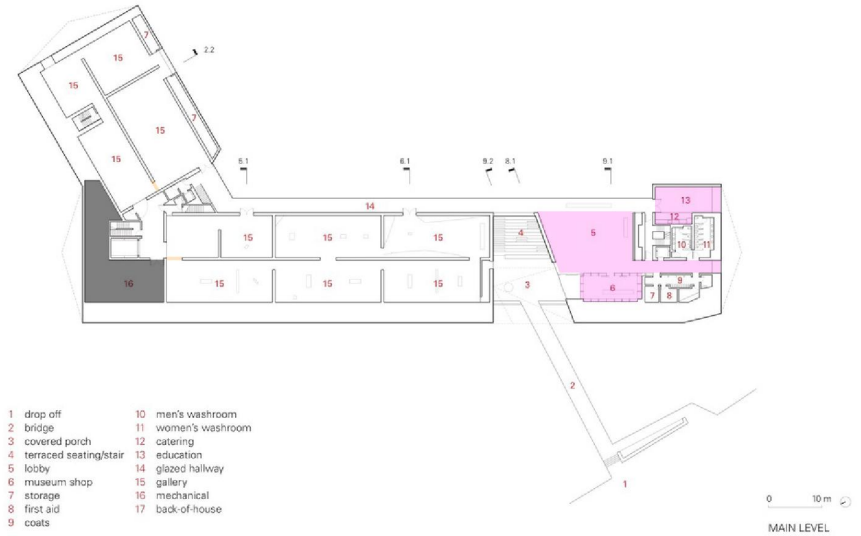 7
2.2
15
15
15
7
15
5.1
6.1
9.2
8.1
9.1
13
14
12
15
15
15
4
5
10
11
3
9
16
15
15
15
6
7
8
2
1 drop off
2 bridge
3 covered porch
4 terraced seating/stair
5 lobby
6 museum shop
7 storage
8 first aid
9 coats
10 men's washroom
11 women's washroom
12 catering
13 education
14 glazed hallway
15 gallery
16 mechanical
17 back-of-house
1
0 10 m
MAIN LEVEL